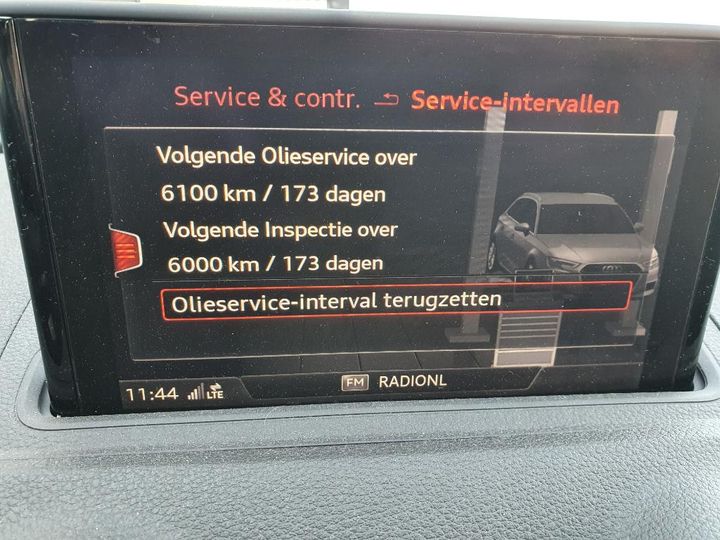 Service & contr. Service-intervallen
Volgende Olieservice over
6100 km / 173 dagen
Volgende Inspectie over
6000 km / 173 dagen
Olieservice-interval terugzetten
11:44 LTE FM RADIONL